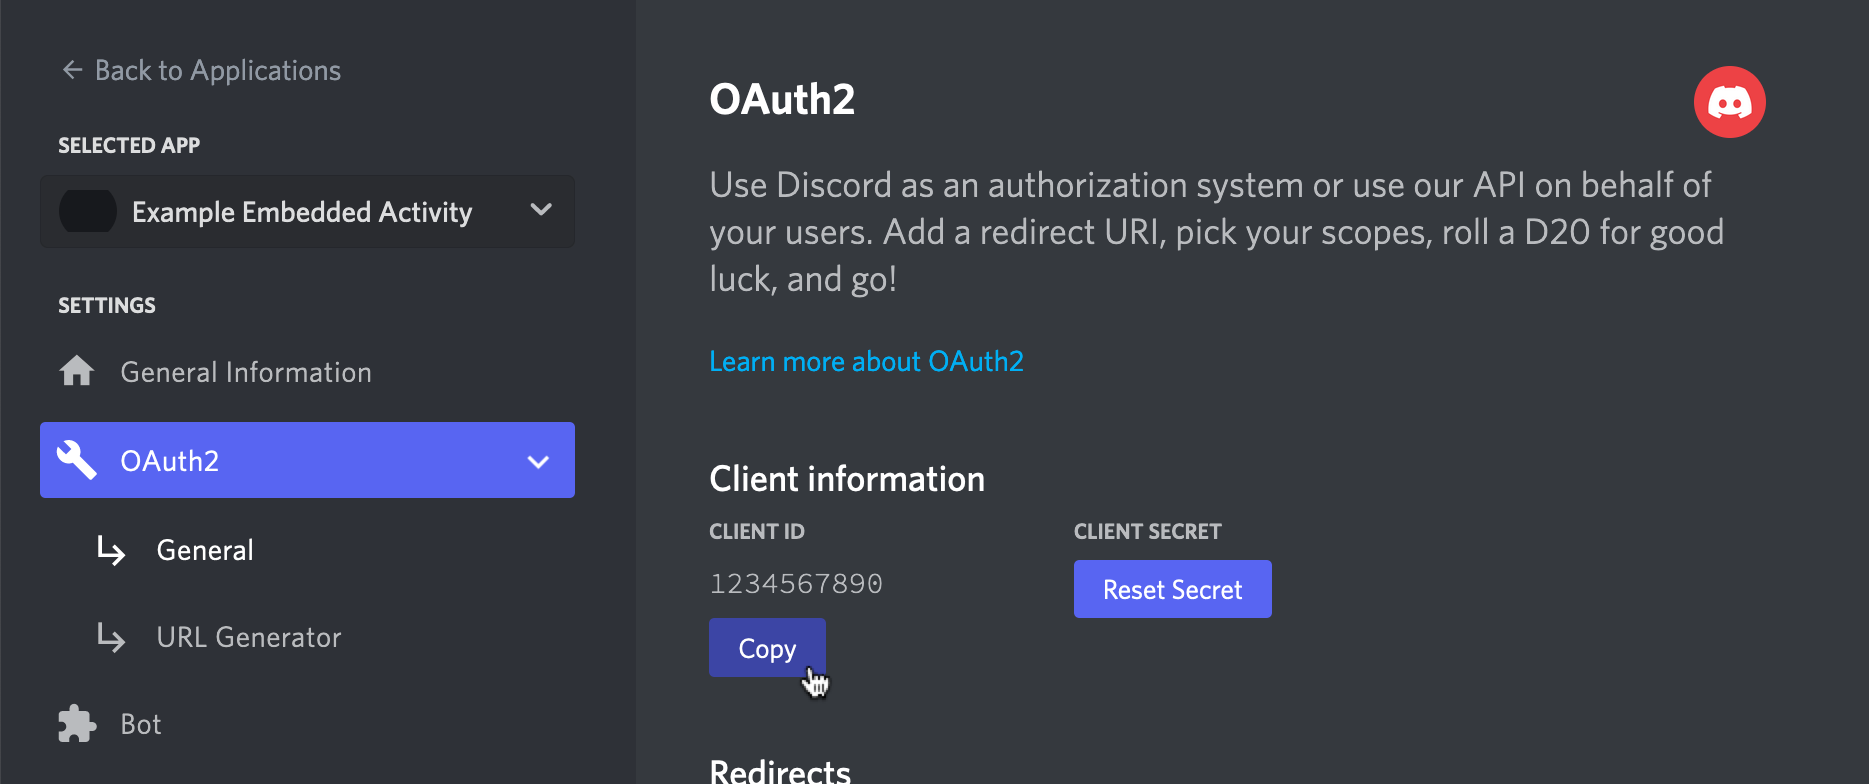 ← Back to Applications
SELECTED APP
Example Embedded Activity
SETTINGS
General Information
OAuth2
General
URL Generator
Bot
OAuth2
Use Discord as an authorization system or use our API on behalf of
your users. Add a redirect URI, pick your scopes, roll a D20 for good
luck, and go!
Learn more about OAuth2
Client information
CLIENT ID
1234567890
Copy
CLIENT SECRET
Reset Secret
Redirects